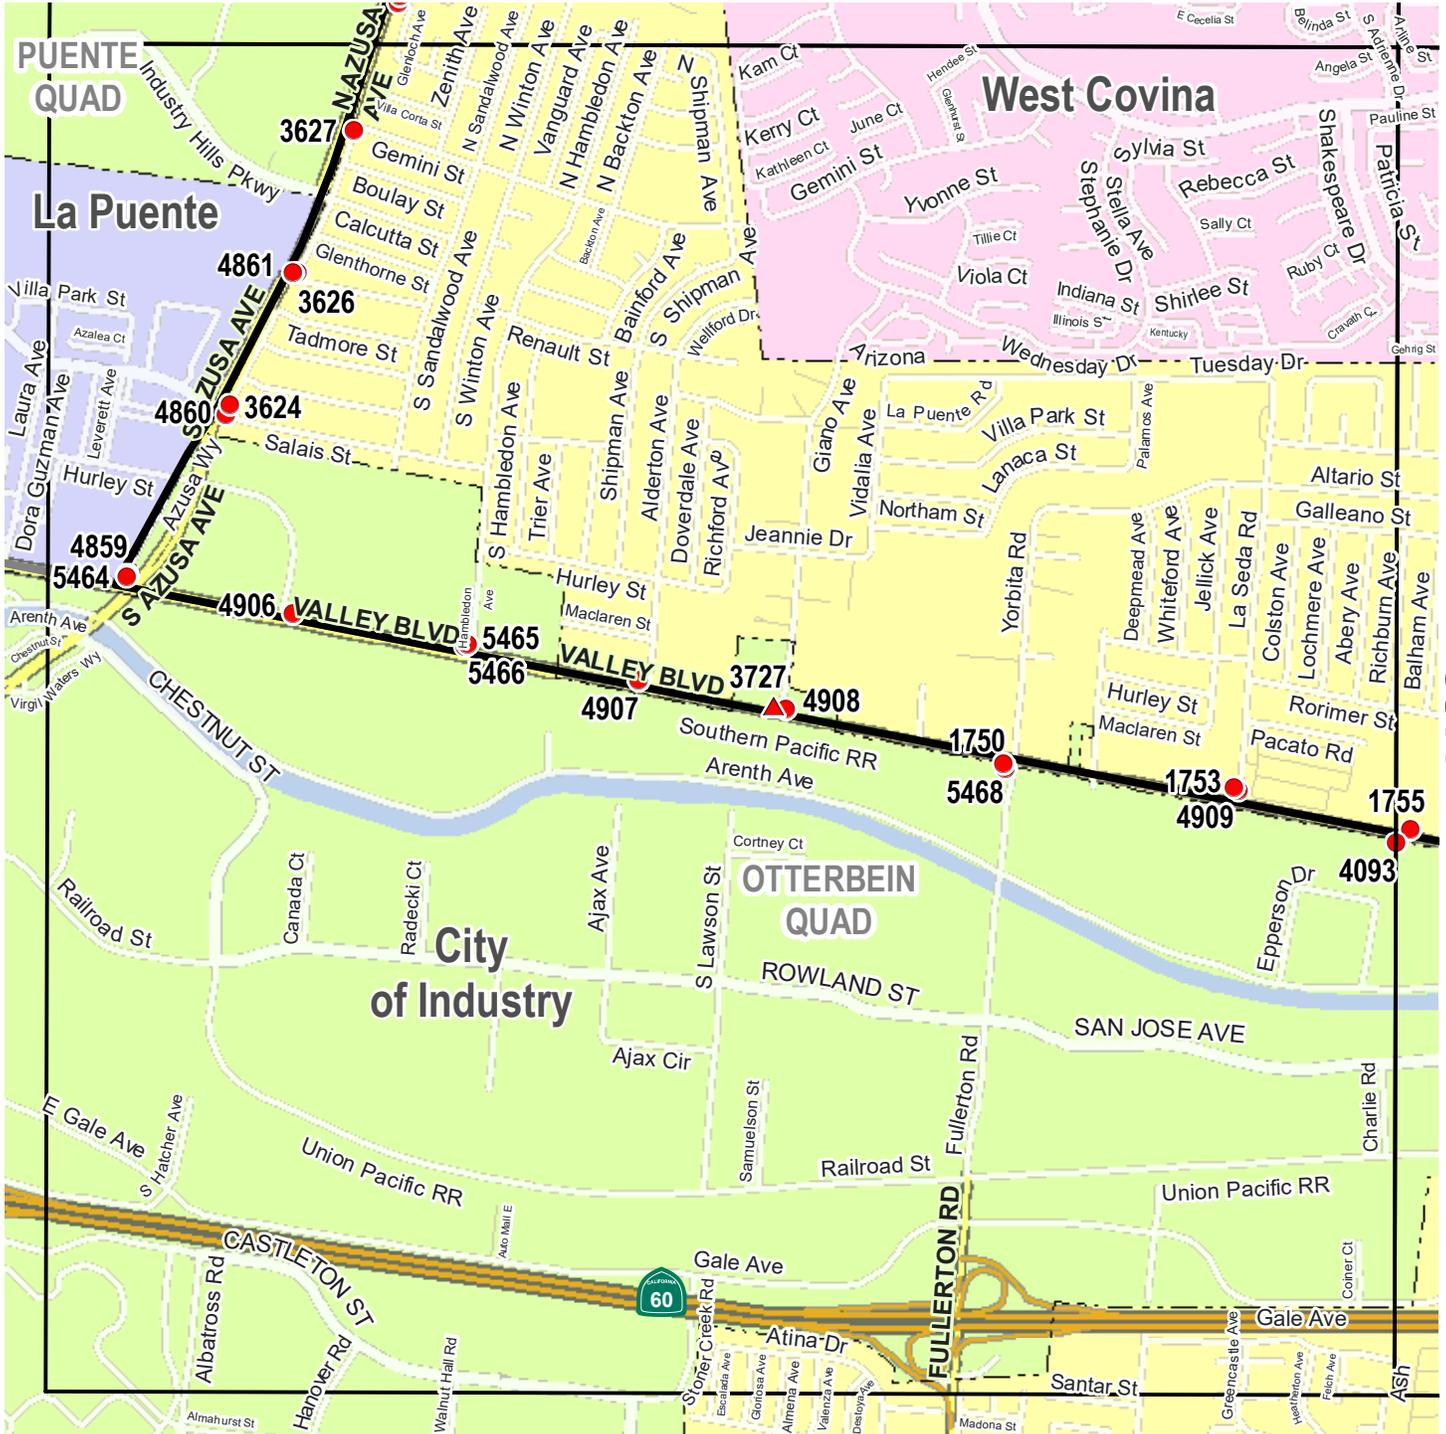 N AZUSA AVE
Glenloch Ave
Zenith Ave
N Sandalwood Ave
N Winton Ave
Vanguard Ave
N Hambledon Ave
N Backton Ave
N Shipman Ave
Kam Ct
Hendee St
E Cecelia St
Belinda St
S Adrienne Dr
Arline St
Angela St
PUENTE
QUAD
Industry Hills Pkwy
Villa Corta St
West Covina
3627
Kerry Ct
June Ct
Glenhurst St
Pauline St
Gemini St
Kathleen Ct
Gemini St
Sylvia St
Shakespeare Dr
Patricia St
Boulay St
Yvonne St
Stephanie Dr
Stella Ave
Rebecca St
La Puente
Calcutta St
Backton Ave
Tillie Ct
Sally Ct
Glenthorne St
4861
3626
S Sandalwood Ave
Bainford Ave
S Shipman Ave
Viola Ct
Ruby Ct
Villa Park St
Indiana St
Shirlee St
Azalea Ct
S AZUSA AVE
S Winton Ave
Wellford Dr
Illinois St
Kentucky
Cravath Ct
Tadmore St
Renault St
Arizona
Wednesday Dr
Tuesday Dr
Gehrig St
Laura Ave
Dora Guzman Ave
Leverett Ave
4860
3624
S Hambledon Ave
Shipman Ave
Giano Ave
Vidalia Ave
La Puente Rd
Villa Park St
Palamos Ave
Salais St
Trier Ave
Alderton Ave
Doverdale Ave
Richford Ave
Lanaca St
Altario St
Hurley St
Azusa Wy
S AZUSA AVE
Northam St
Galleano St
Jeannie Dr
Yorbita Rd
Deepmead Ave
Whiteford Ave
Jellick Ave
La Seda Rd
Colston Ave
Lochmere Ave
Abery Ave
Richburn Ave
Balham Ave
4859
5464
Hurley St
4906
VALLEY BLVD
Hambledon Ave
Maclaren St
Arenth Ave
Chestnut St
Virgil Waters Wy
5465
5466
VALLEY BLVD
4907
3727
4908
Hurley St
Rorimer St
CHESTNUT ST
Southern Pacific RR
Maclaren St
Pacato Rd
1750
5468
Arenth Ave
1753
4909
1755
4093
Cortney Ct
OTTERBEIN
QUAD
Canada Ct
Radecki Ct
Ajax Ave
S Lawson St
Epperson Dr
Railroad St
City
of Industry
ROWLAND ST
SAN JOSE AVE
Ajax Cir
Fullerton Rd
Charlie Rd
E Gale Ave
S Hatcher Ave
Samuelson St
Union Pacific RR
Railroad St
Union Pacific RR
Auto Mall E
FULLERTON RD
CASTLETON ST
Gale Ave
Coiner Ct
CALIFORNIA
60
Albatross Rd
Stoner Creek Rd
Gale Ave
Atina Dr
Hanover Rd
Walnut Hall Rd
Escalada Ave
Gloriosa Ave
Almena Ave
Valenza Ave
Destoya Ave
Santar St
Greencastle Ave
Heatherton Ave
Felch Ave
Ash
Almahurst St
Madona St